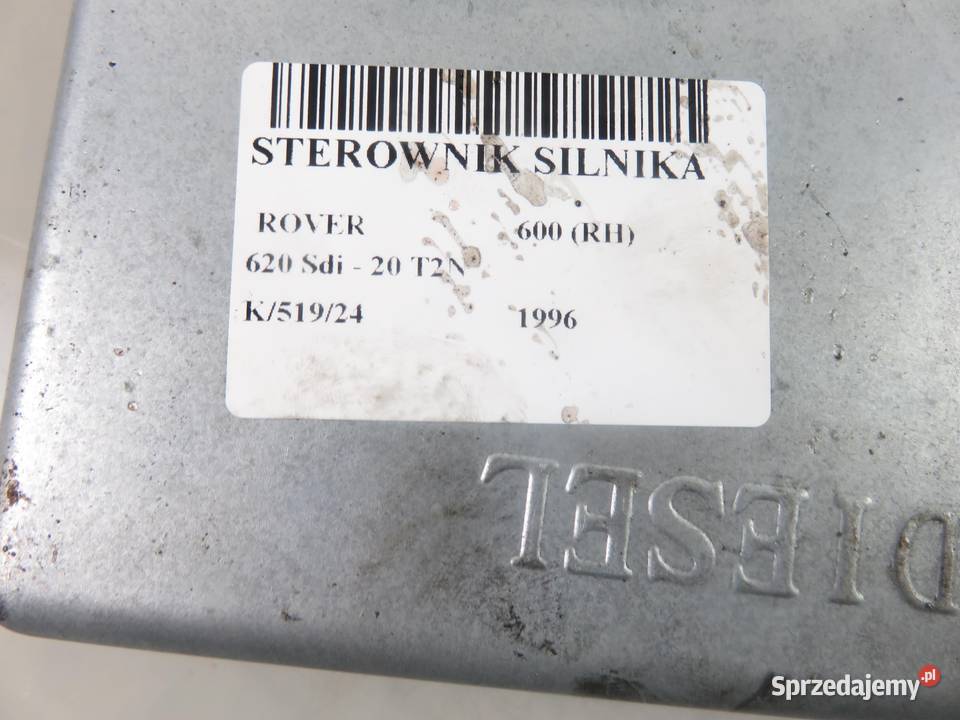 STEROWNIK SILNIKA
ROVER 600 (RH)
620 Sdi - 20 T2N
K/519/24 1996
DIESEL
Sprzedajemy.pl